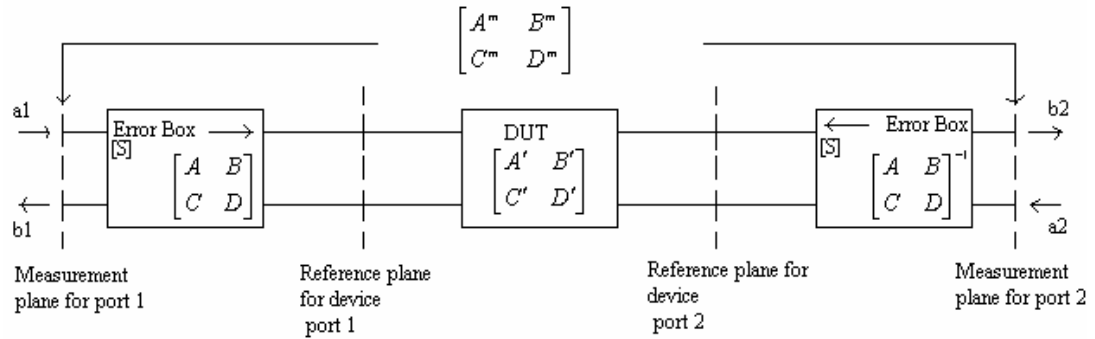 [A^m B^m
C^m D^m]
a1
b1
Error Box
[S]
[A B
C D]
DUT
[A' B'
C' D']
Error Box
[S]
[A B
C D]^-1
b2
a2
Measurement
plane for port 1
Reference plane
for device
port 1
Reference plane for
device
port 2
Measurement
plane for port 2